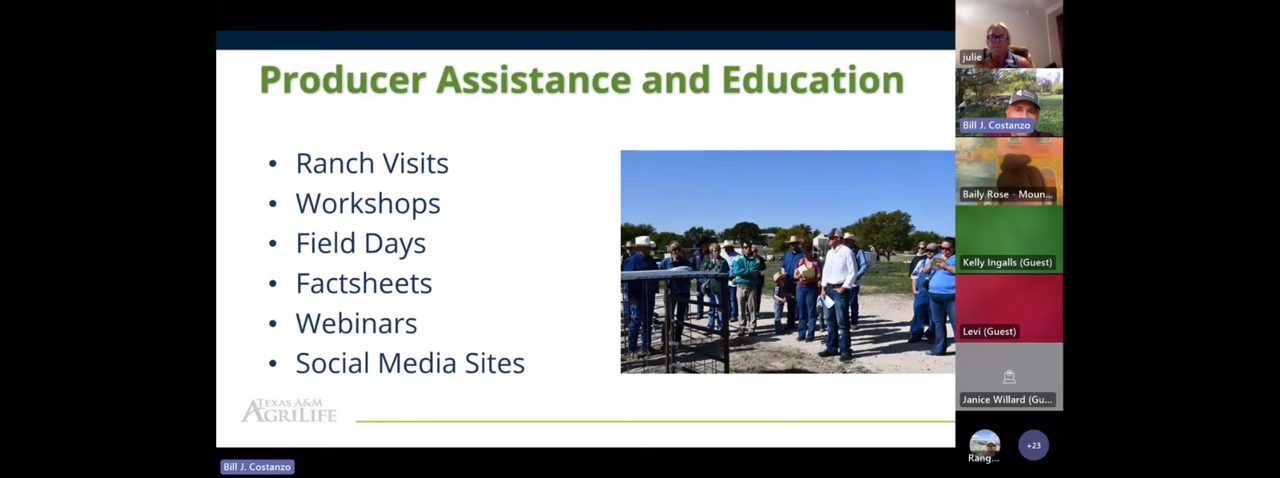 Producer Assistance and Education
• Ranch Visits
• Workshops
• Field Days
• Factsheets
• Webinars
• Social Media Sites
TEXAS A&M
AGRILIFE
Bill J. Costanzo
julie
Bill J. Costanzo
Baily Rose - Moun...
Kelly Ingalls (Guest)
Levi (Guest)
Janice Willard (Gu...
Rang...
+23